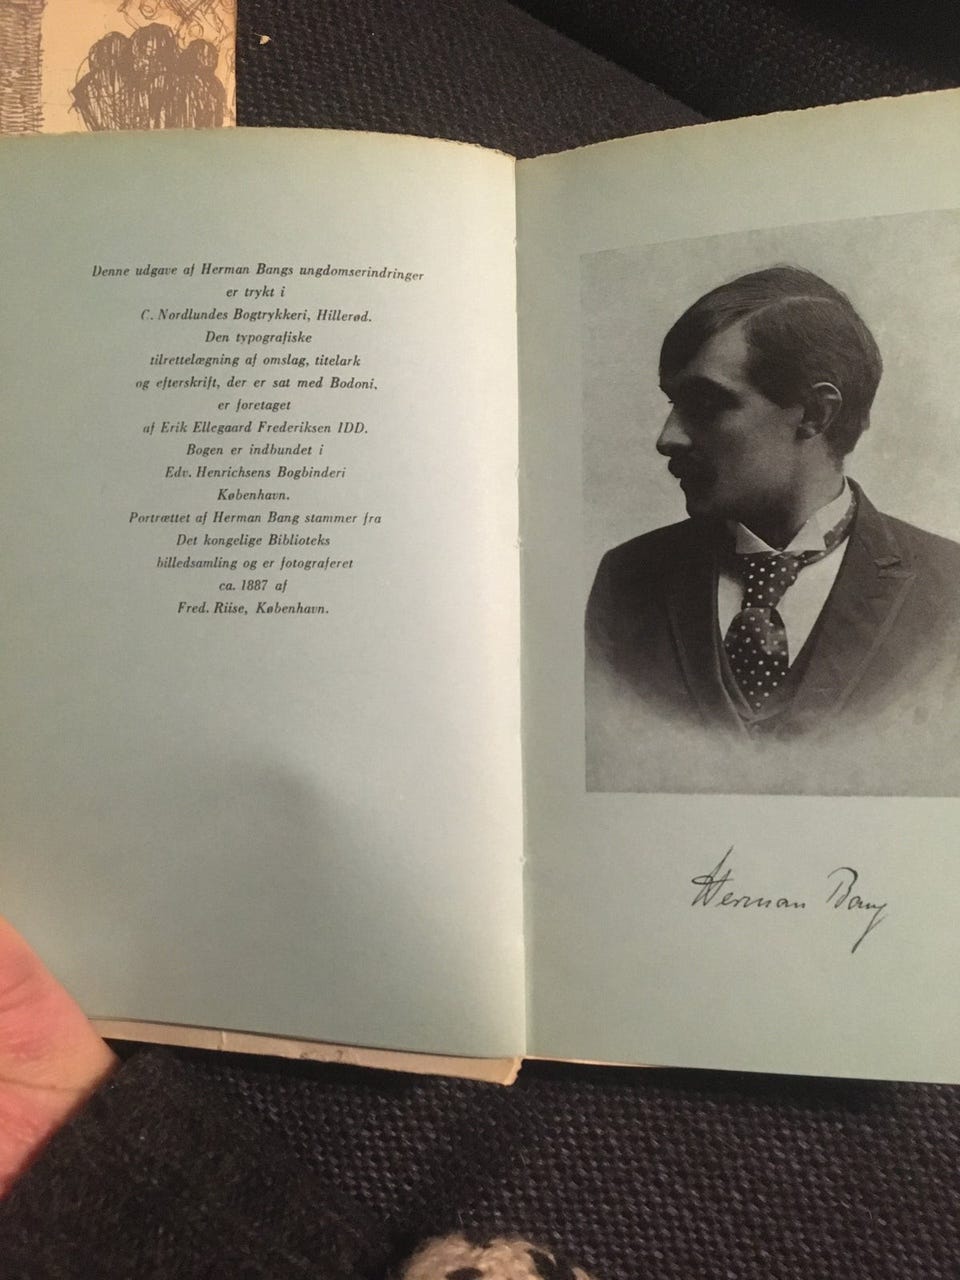 Denne udgave af Herman Bangs ungdomserindringer
er trykt i
C. Nordlundes Bogtrykkeri, Hillerød.
Den typografiske
tilrettelægning af omslag, titelark
og efterskrift, der er sat med Bodoni,
er foretaget
af Erik Ellegaard Frederiksen IDD.
Bogen er indbundet i
Edv. Henrichsens Bogbinderi
København.
Portrættet af Herman Bang stammer fra
Det kongelige Biblioteks
billedsamling og er fotograferet
ca. 1887 af
Fred. Riise, København.
Herman Bang